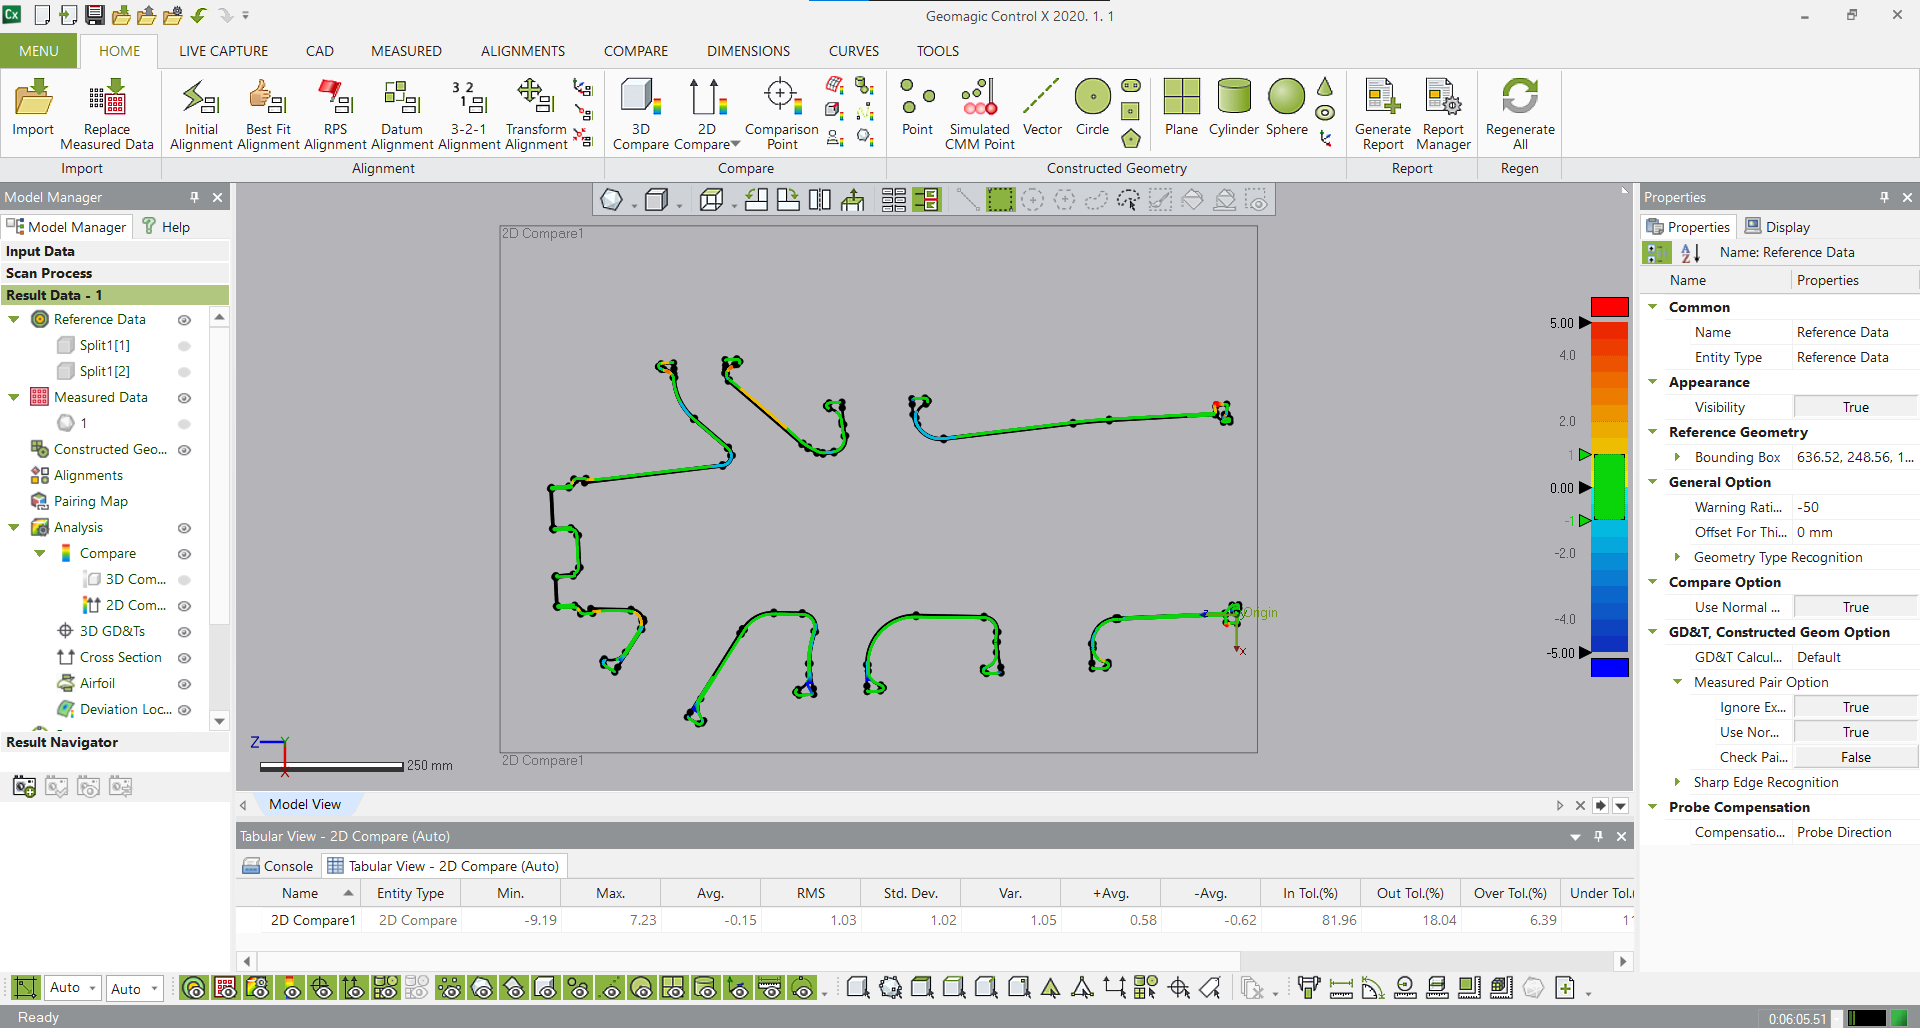 Geomagic Control X 2020. 1. 1
MENU HOME LIVE CAPTURE CAD MEASURED ALIGNMENTS COMPARE DIMENSIONS CURVES TOOLS
Import
Replace Measured Data
Initial Alignment
Best Fit Alignment
RPS Alignment
Datum Alignment
3-2-1 Alignment
Transform Alignment
3D Compare
2D Compare
Comparison Point
Point
Simulated CMM Point
Vector
Circle
Plane
Cylinder
Sphere
Generate Report
Report Manager
Regenerate All
Import Alignment Compare Constructed Geometry Report Regen
Model Manager
Model Manager Help
Input Data
Scan Process
Result Data - 1
Reference Data
Split1[1]
Split1[2]
Measured Data
1
Constructed Geo...
Alignments
Pairing Map
Analysis
Compare
3D Com...
2D Com...
3D GD&Ts
Cross Section
Airfoil
Deviation Loc...
Result Navigator
2D Compare1
Origin
z
x
5.00
4.0
2.0
1
0.00
-1
-2.0
-4.0
-5.00
Z Y X
250 mm
2D Compare1
Model View
Tabular View - 2D Compare (Auto)
Console Tabular View - 2D Compare (Auto)
Name Entity Type Min. Max. Avg. RMS Std. Dev. Var. +Avg. -Avg. In Tol.(%) Out Tol.(%) Over Tol.(%) Under Tol.(
2D Compare1 2D Compare -9.19 7.23 -0.15 1.03 1.02 1.05 0.58 -0.62 81.96 18.04 6.39 11
Properties
Properties Display
Name: Reference Data
Name Properties
Common
Name Reference Data
Entity Type Reference Data
Appearance
Visibility True
Reference Geometry
Bounding Box 636.52, 248.56, 1...
General Option
Warning Rati... -50
Offset For Thi... 0 mm
Geometry Type Recognition
Compare Option
Use Normal ... True
GD&T, Constructed Geom Option
GD&T Calcul... Default
Measured Pair Option
Ignore Ex... True
Use Nor... True
Check Pai... False
Sharp Edge Recognition
Probe Compensation
Compensatio... Probe Direction
Auto Auto
Ready 0:06:05.51